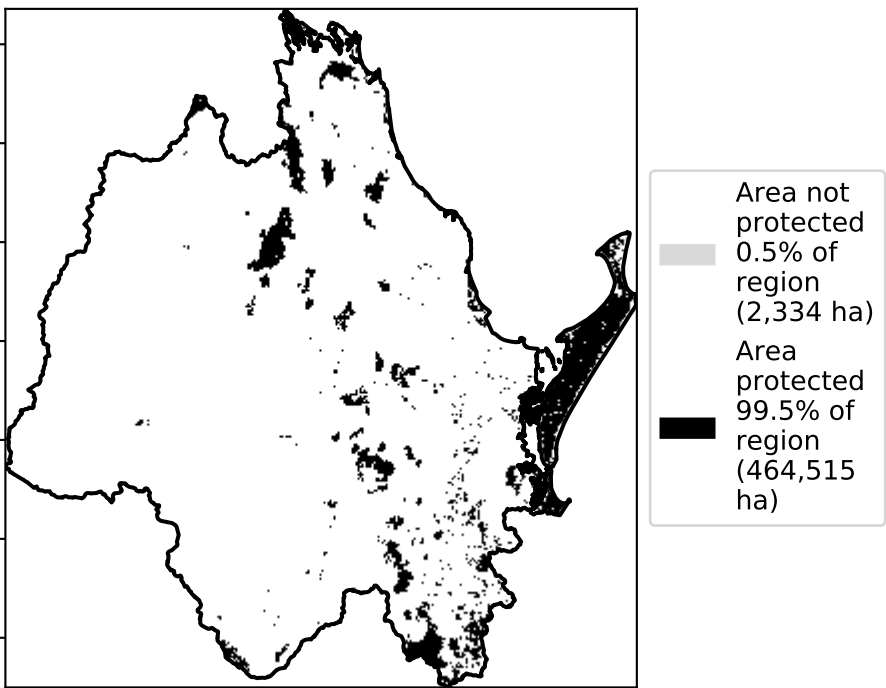 Area not
protected
0.5% of
region
(2,334 ha)
Area
protected
99.5% of
region
(464,515
ha)